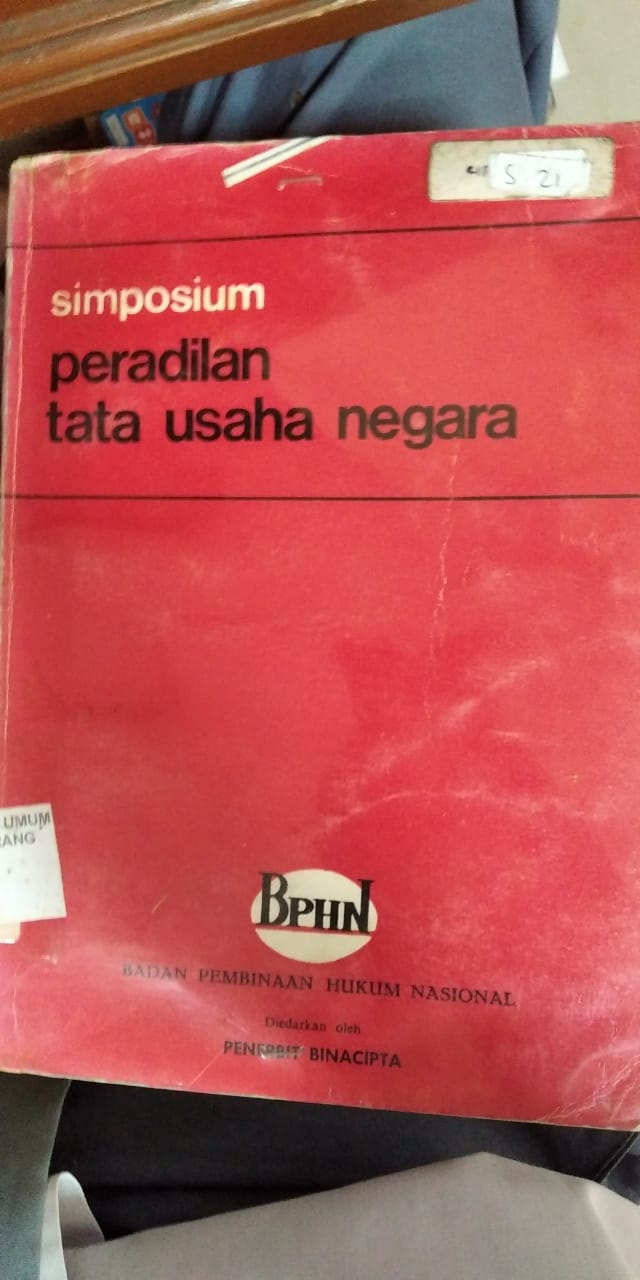 S 21
simposium
peradilan
tata usaha negara
UMUM
ANG
BPHN
BADAN PEMBINAAN HUKUM NASIONAL
Diedarkan oleh
PENERBIT BINACIPTA